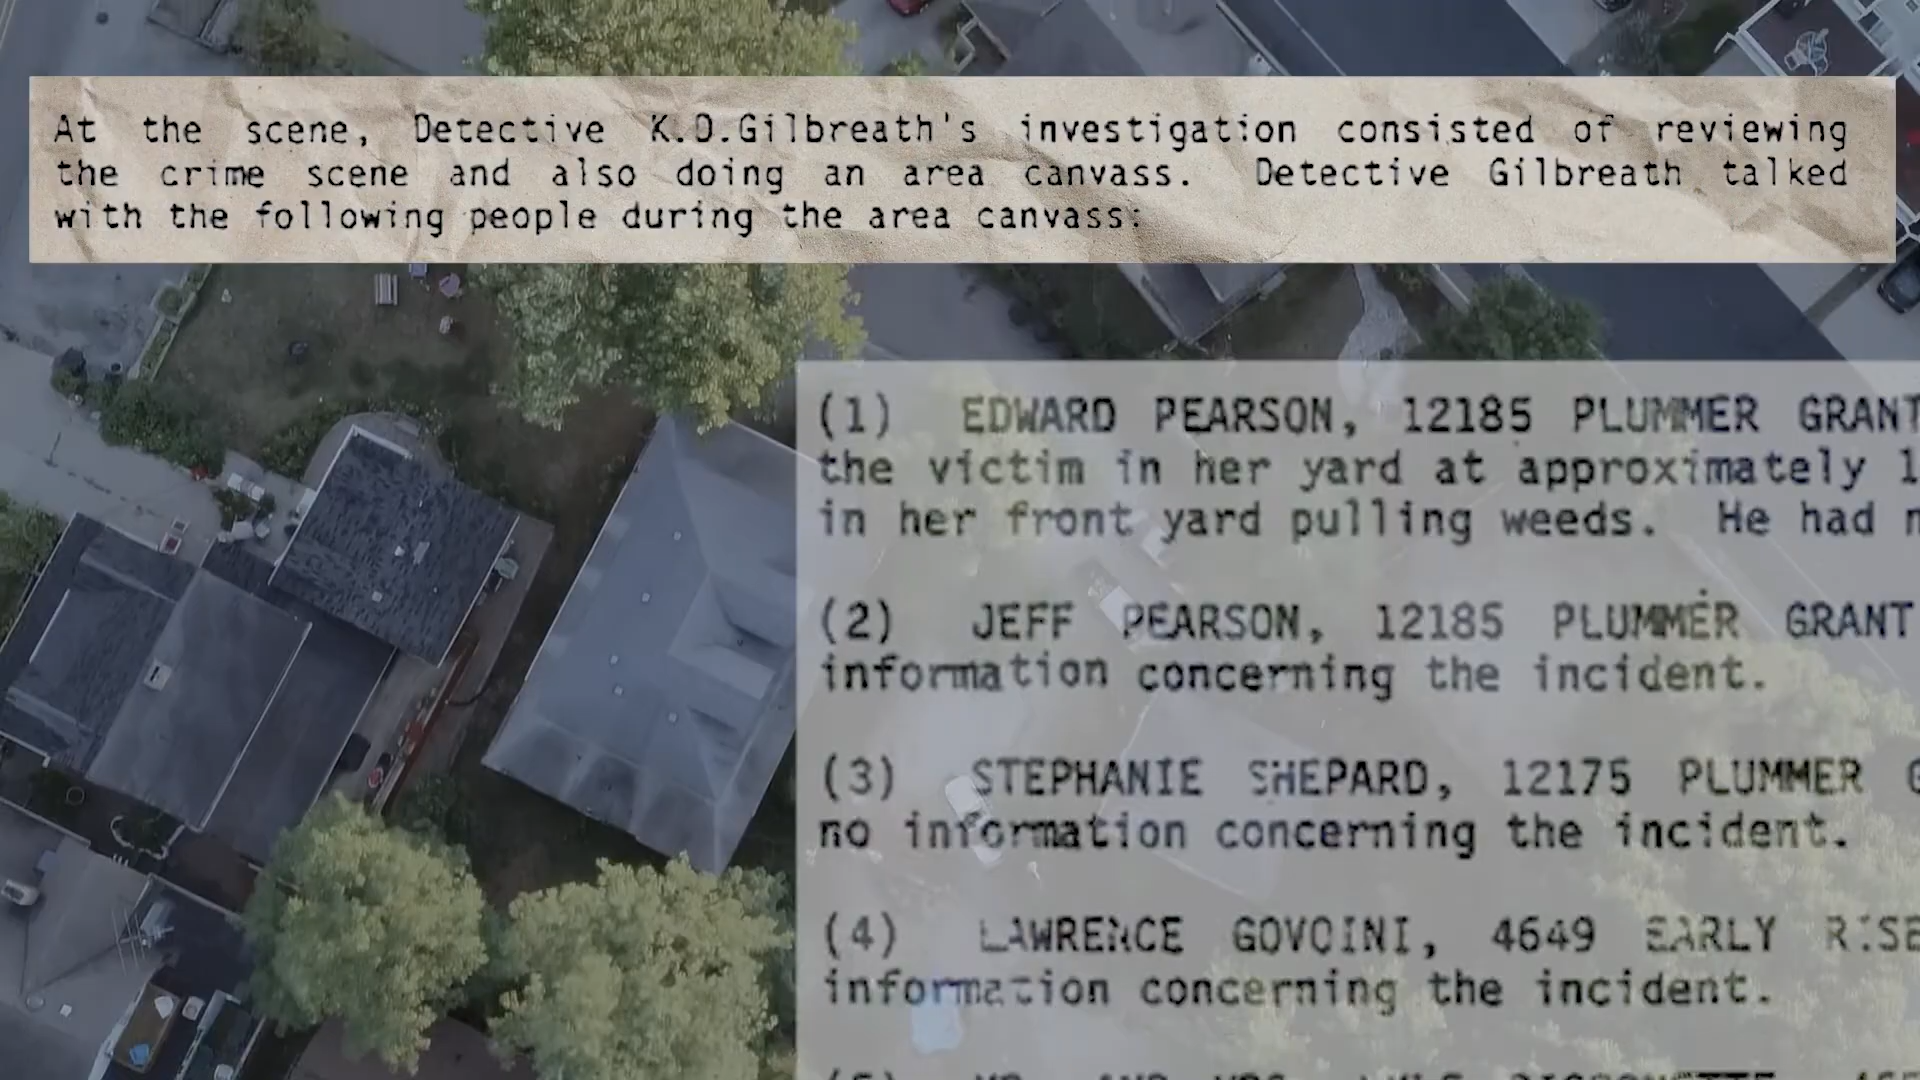 At the scene, Detective K.D.Gilbreath's investigation consisted of reviewing
the crime scene and also doing an area canvass. Detective Gilbreath talked
with the following people during the area canvass:
(1) EDWARD PEARSON, 12185 PLUMMER GRANT
the victim in her yard at approximately 1
in her front yard pulling weeds. He had n
(2) JEFF PEARSON, 12185 PLUMMER GRANT
information concerning the incident.
(3) STEPHANIE SHEPARD, 12175 PLUMMER G
no information concerning the incident.
(4) LAWRENCE GOVOINI, 4649 EARLY RISE
information concerning the incident.